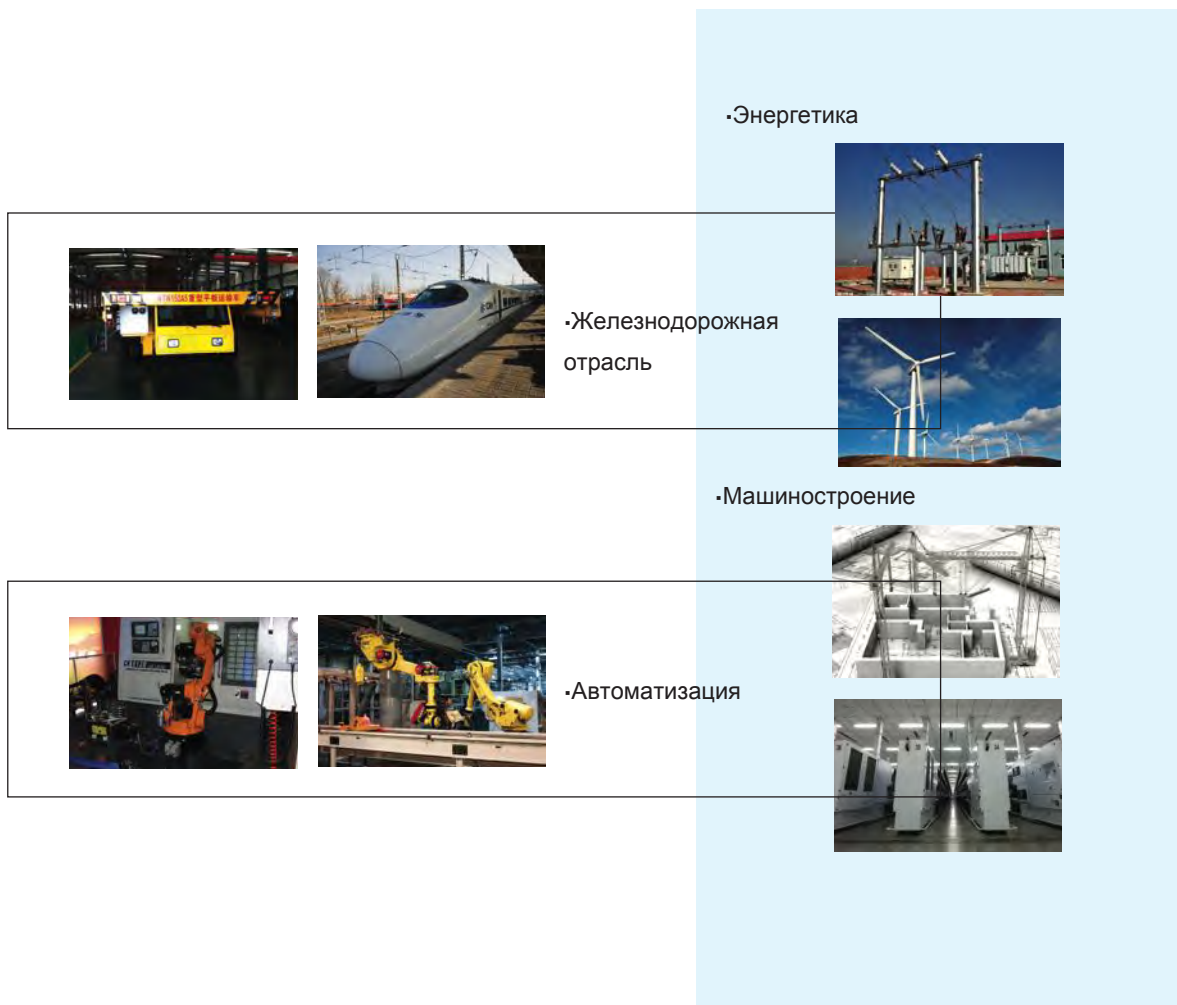 ·Энергетика
·Железнодорожная
отрасль
·Машиностроение
·Автоматизация